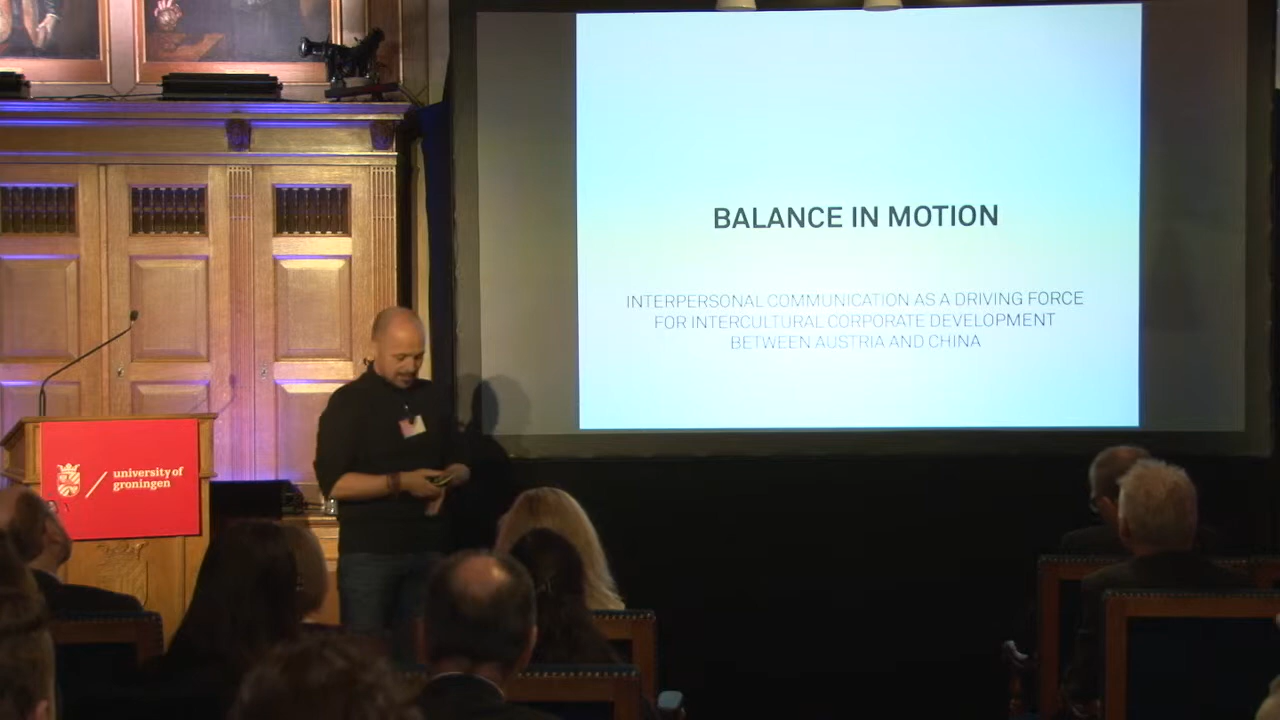 BALANCE IN MOTION
INTERPERSONAL COMMUNICATION AS A DRIVING FORCE
FOR INTERCULTURAL CORPORATE DEVELOPMENT
BETWEEN AUSTRIA AND CHINA
university of
groningen